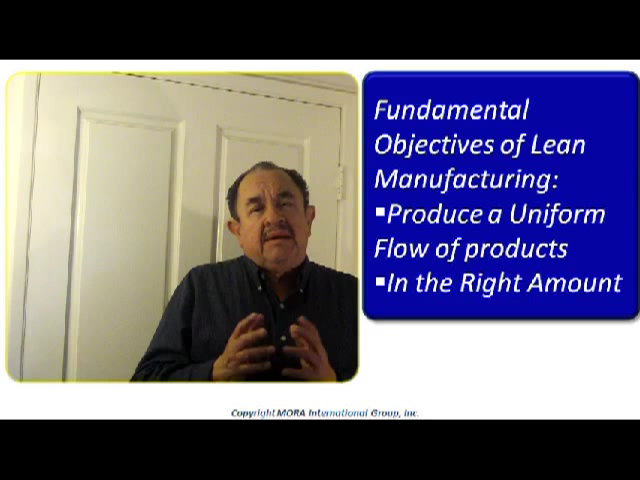 Fundamental
Objectives of Lean
Manufacturing:
▪Produce a Uniform
Flow of products
▪In the Right Amount
Copyright MORA International Group, Inc.